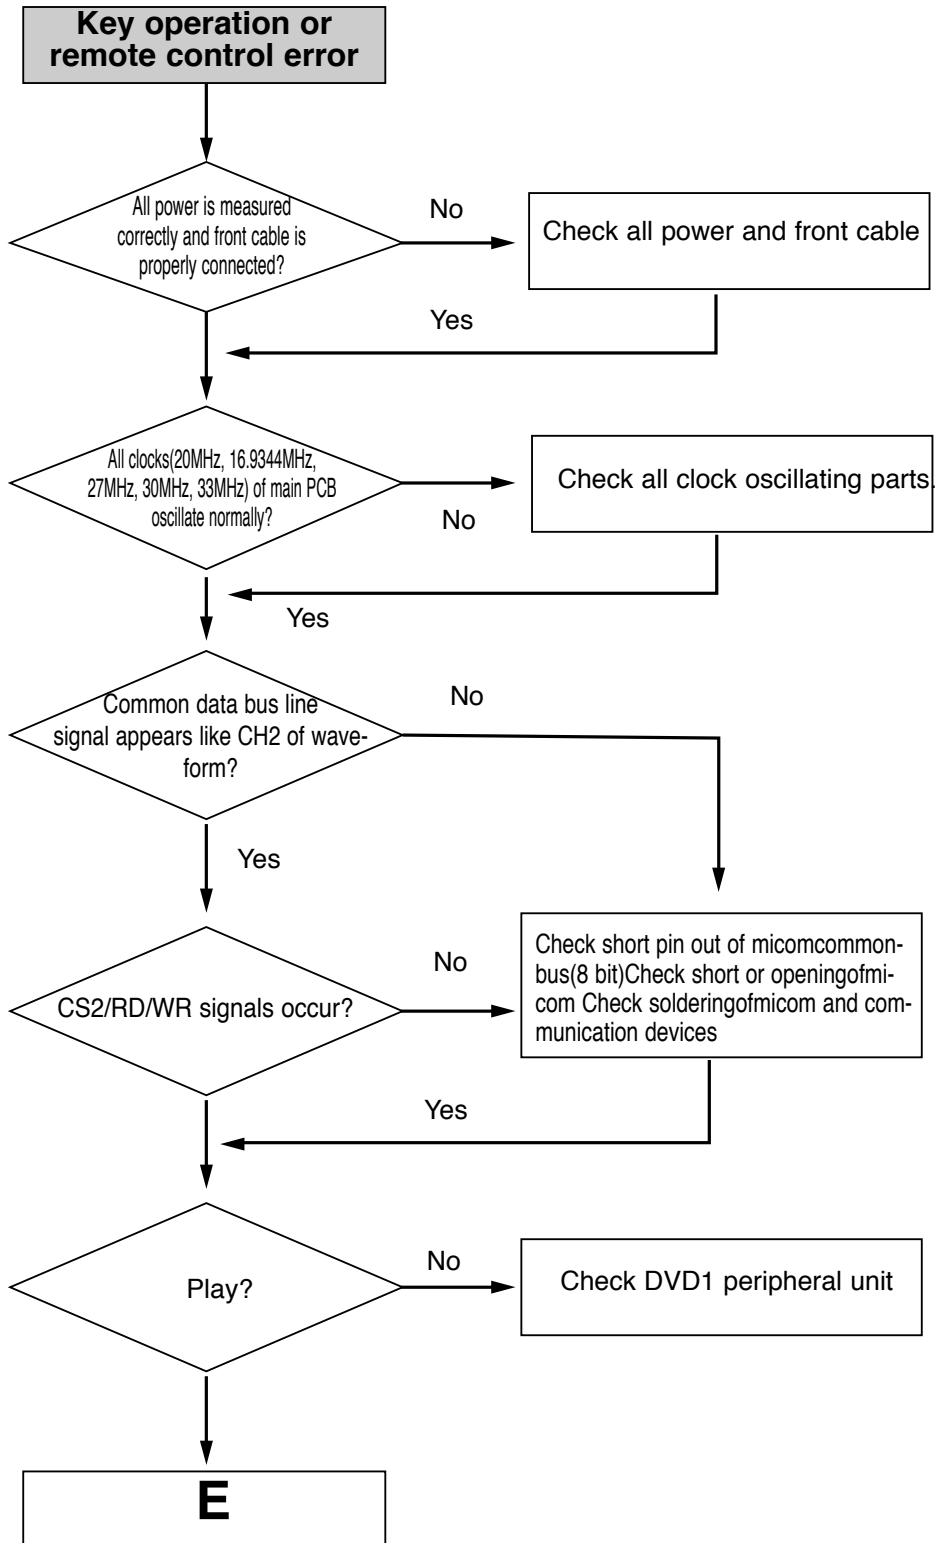 Key operation or
remote control error
All power is measured
correctly and front cable is
properly connected?
No
Check all power and front cable
Yes
All clocks(20MHz, 16.9344MHz,
27MHz, 30MHz, 33MHz) of main PCB
oscillate normally?
No
Check all clock oscillating parts.
Yes
Common data bus line
signal appears like CH2 of wave-
form?
No
Yes
CS2/RD/WR signals occur?
No
Check short pin out of micomcommon-
bus(8 bit)Check short or openingofmi-
com Check solderingofmicom and com-
munication devices
Yes
Play?
No
Check DVD1 peripheral unit
E